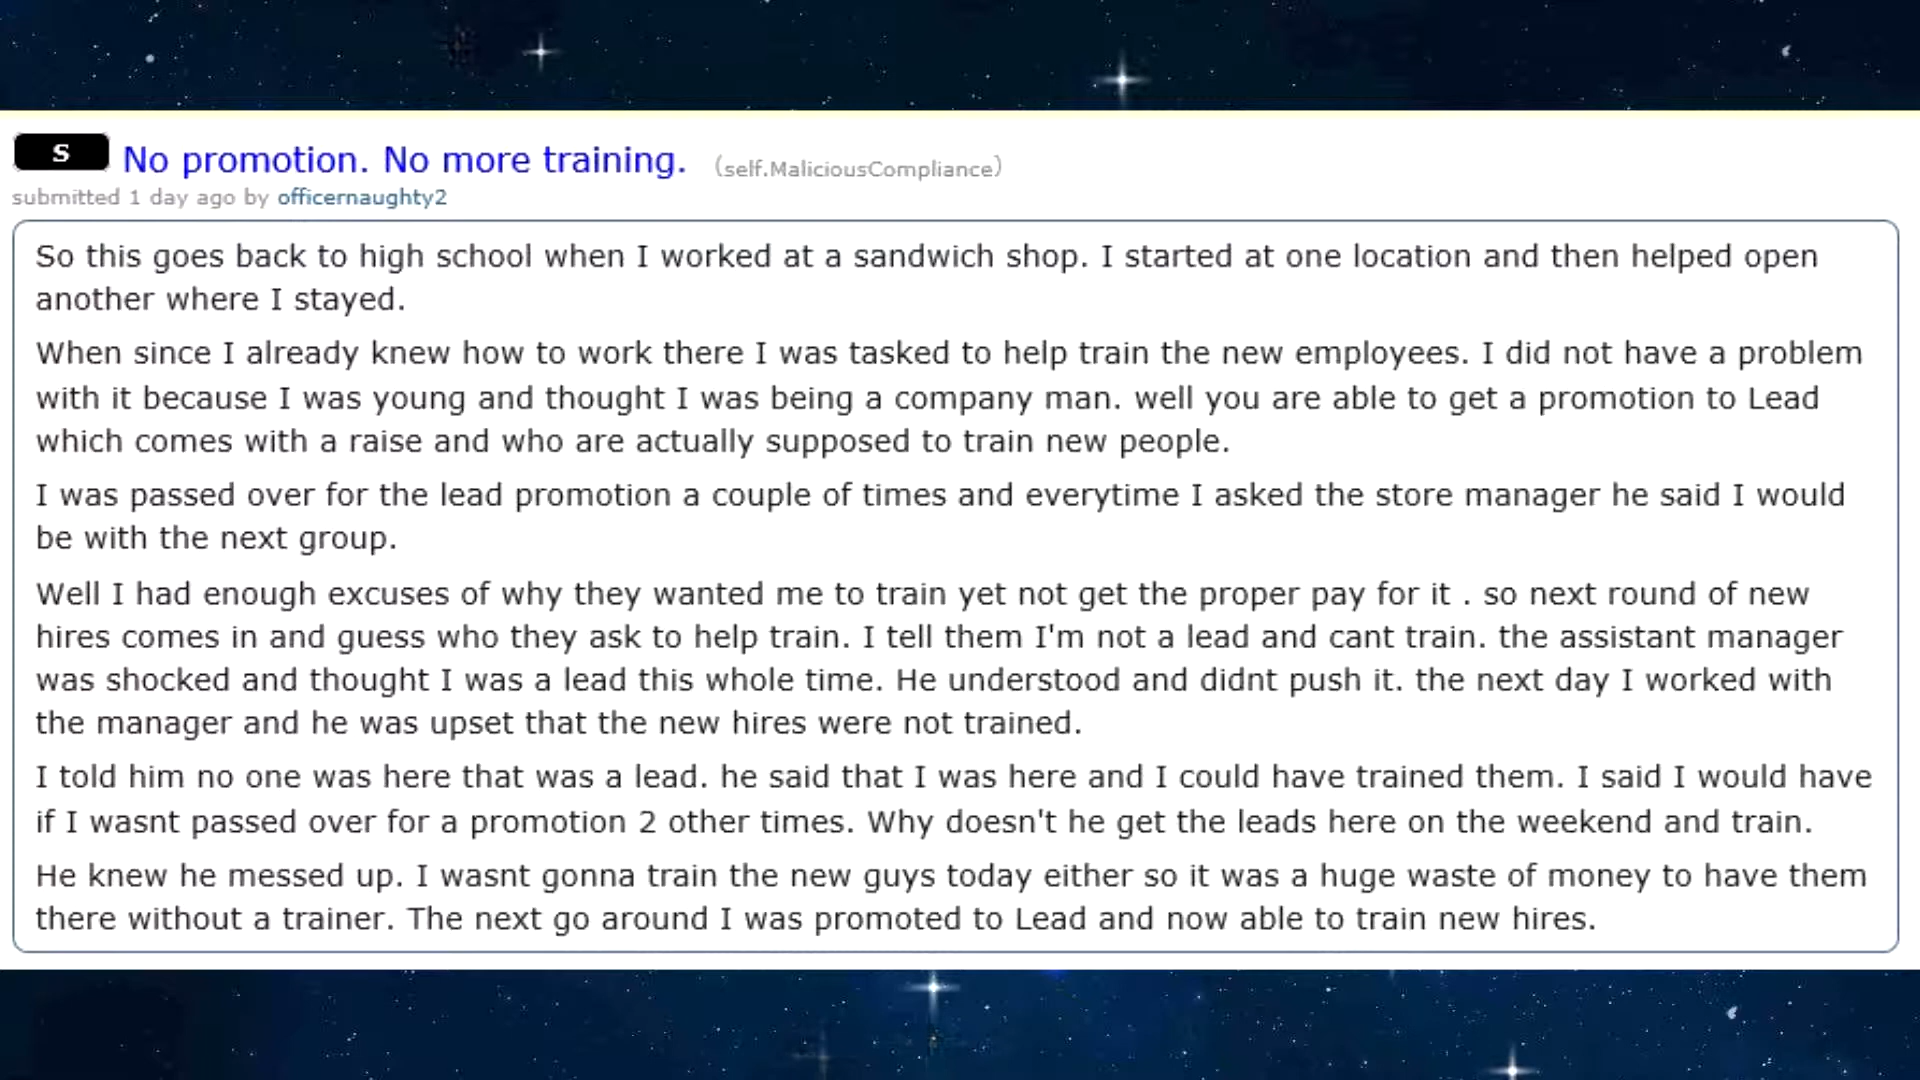 S No promotion. No more training. (self.MaliciousCompliance)
submitted 1 day ago by officernaughty2
So this goes back to high school when I worked at a sandwich shop. I started at one location and then helped open
another where I stayed.
When since I already knew how to work there I was tasked to help train the new employees. I did not have a problem
with it because I was young and thought I was being a company man. well you are able to get a promotion to Lead
which comes with a raise and who are actually supposed to train new people.
I was passed over for the lead promotion a couple of times and everytime I asked the store manager he said I would
be with the next group.
Well I had enough excuses of why they wanted me to train yet not get the proper pay for it . so next round of new
hires comes in and guess who they ask to help train. I tell them I'm not a lead and cant train. the assistant manager
was shocked and thought I was a lead this whole time. He understood and didnt push it. the next day I worked with
the manager and he was upset that the new hires were not trained.
I told him no one was here that was a lead. he said that I was here and I could have trained them. I said I would have
if I wasnt passed over for a promotion 2 other times. Why doesn't he get the leads here on the weekend and train.
He knew he messed up. I wasnt gonna train the new guys today either so it was a huge waste of money to have them
there without a trainer. The next go around I was promoted to Lead and now able to train new hires.